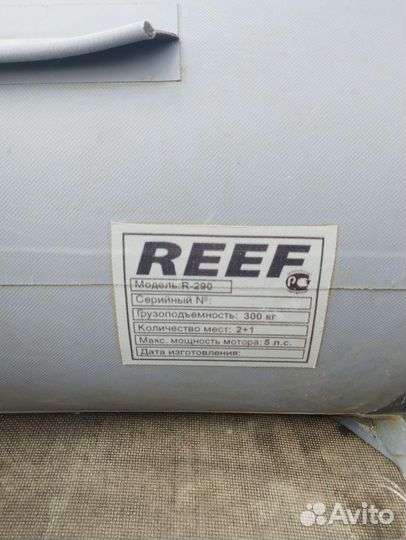 REEF
Модель:R-290
Серийный №:
Грузоподъемность: 300 кг
Количество мест: 2+1
Макс. мощность мотора: 5 л.с.
Дата изготовления:
Avito